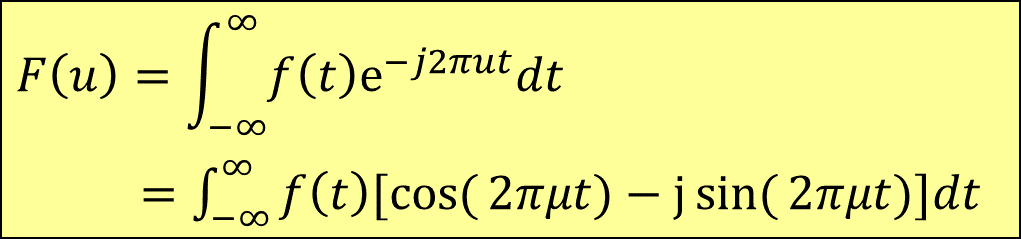 F(u) = ∫_{-∞}^{∞} f(t)e^{-j2πut}dt
= ∫_{-∞}^{∞} f(t)[cos( 2πμt) − j sin( 2πμt)]dt